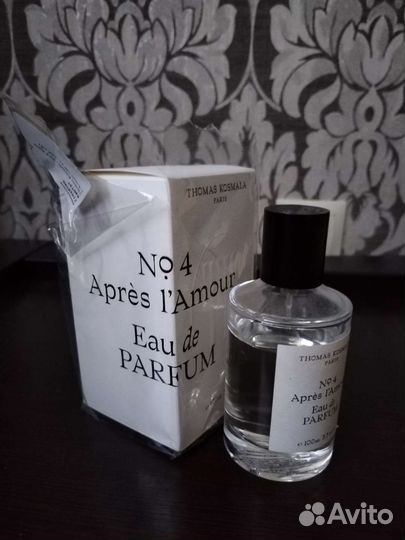 THOMAS KOSMALA
PARIS
No 4
Après l'Amour
Eau de
PARFUM
THOMAS KOSMALA
PARIS
No 4
Après l'Amour
Eau de
PARFUM
Avito